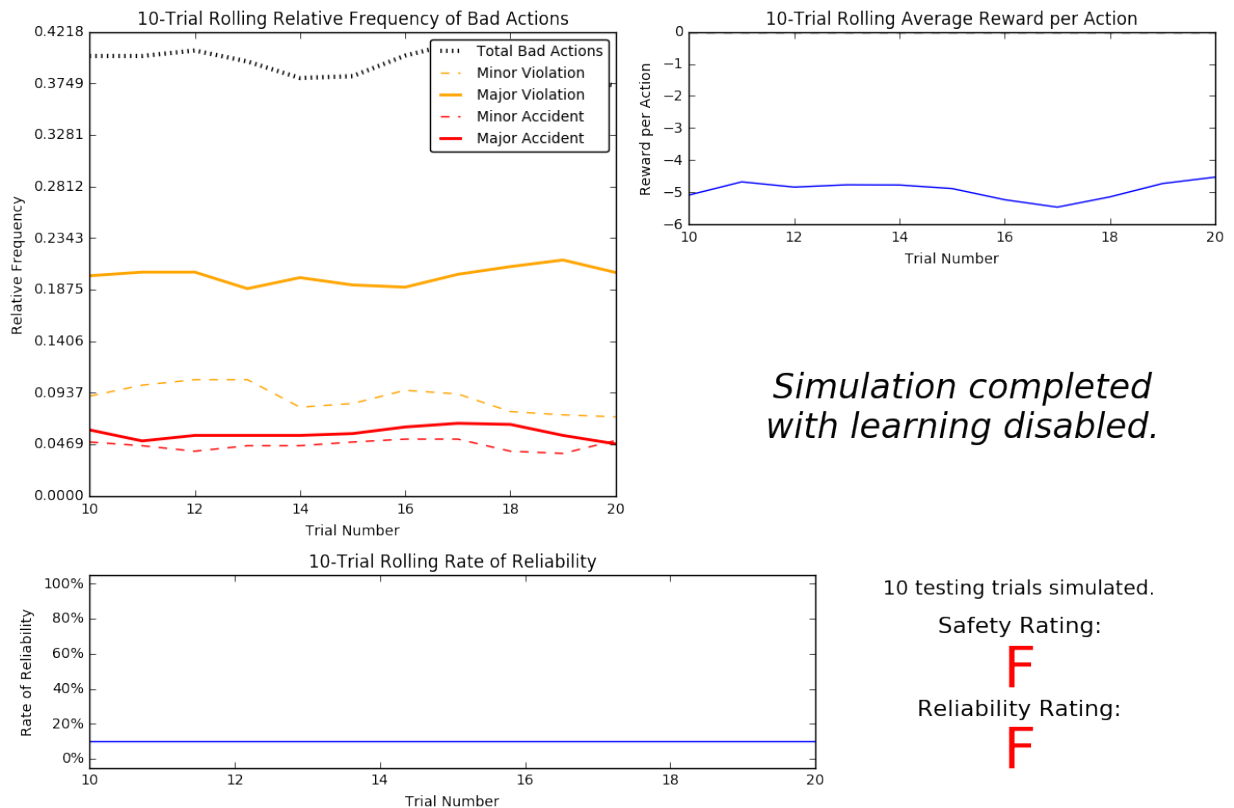 10-Trial Rolling Relative Frequency of Bad Actions
0.4218
0.3749
0.3281
0.2812
0.2343
0.1875
0.1406
0.0937
0.0469
0.0000
Relative Frequency
Total Bad Actions
Minor Violation
Major Violation
Minor Accident
Major Accident
10 12 14 16 18 20
Trial Number
10-Trial Rolling Average Reward per Action
0
−1
−2
−3
−4
−5
−6
Reward per Action
10 12 14 16 18 20
Trial Number
Simulation completed
with learning disabled.
10-Trial Rolling Rate of Reliability
100%
80%
60%
40%
20%
0%
Rate of Reliability
10 12 14 16 18 20
Trial Number
10 testing trials simulated.
Safety Rating:
F
Reliability Rating:
F